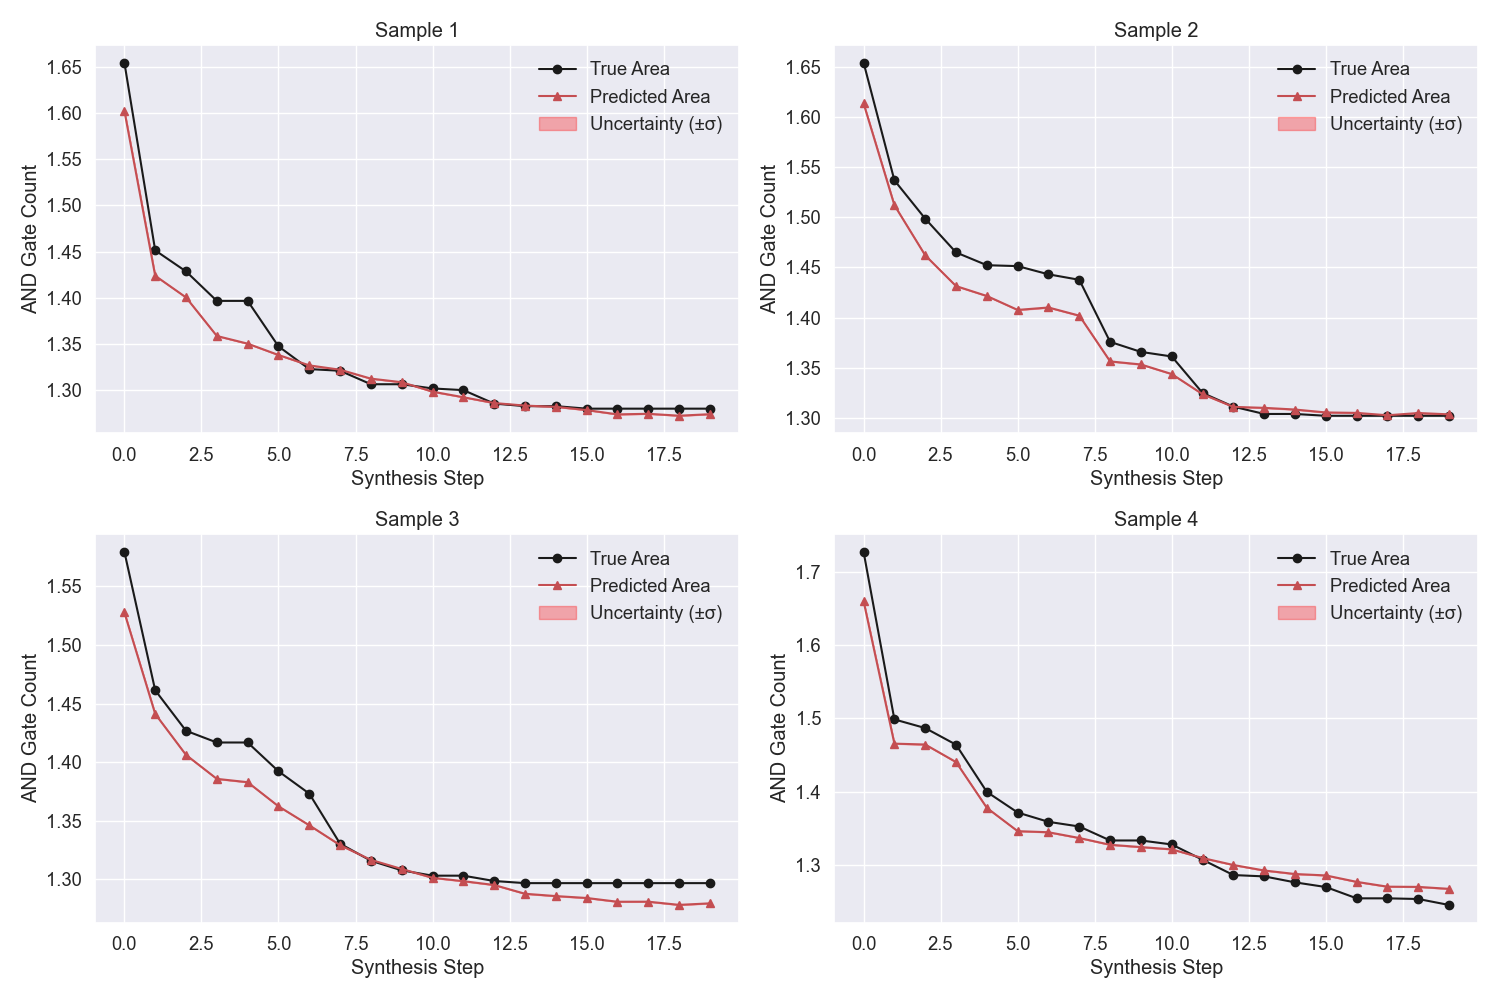 Sample 1
True Area
Predicted Area
Uncertainty (±σ)
AND Gate Count
1.65
1.60
1.55
1.50
1.45
1.40
1.35
1.30
0.0 2.5 5.0 7.5 10.0 12.5 15.0 17.5
Synthesis Step
Sample 2
True Area
Predicted Area
Uncertainty (±σ)
AND Gate Count
1.65
1.60
1.55
1.50
1.45
1.40
1.35
1.30
0.0 2.5 5.0 7.5 10.0 12.5 15.0 17.5
Synthesis Step
Sample 3
True Area
Predicted Area
Uncertainty (±σ)
AND Gate Count
1.55
1.50
1.45
1.40
1.35
1.30
0.0 2.5 5.0 7.5 10.0 12.5 15.0 17.5
Synthesis Step
Sample 4
True Area
Predicted Area
Uncertainty (±σ)
AND Gate Count
1.7
1.6
1.5
1.4
1.3
0.0 2.5 5.0 7.5 10.0 12.5 15.0 17.5
Synthesis Step